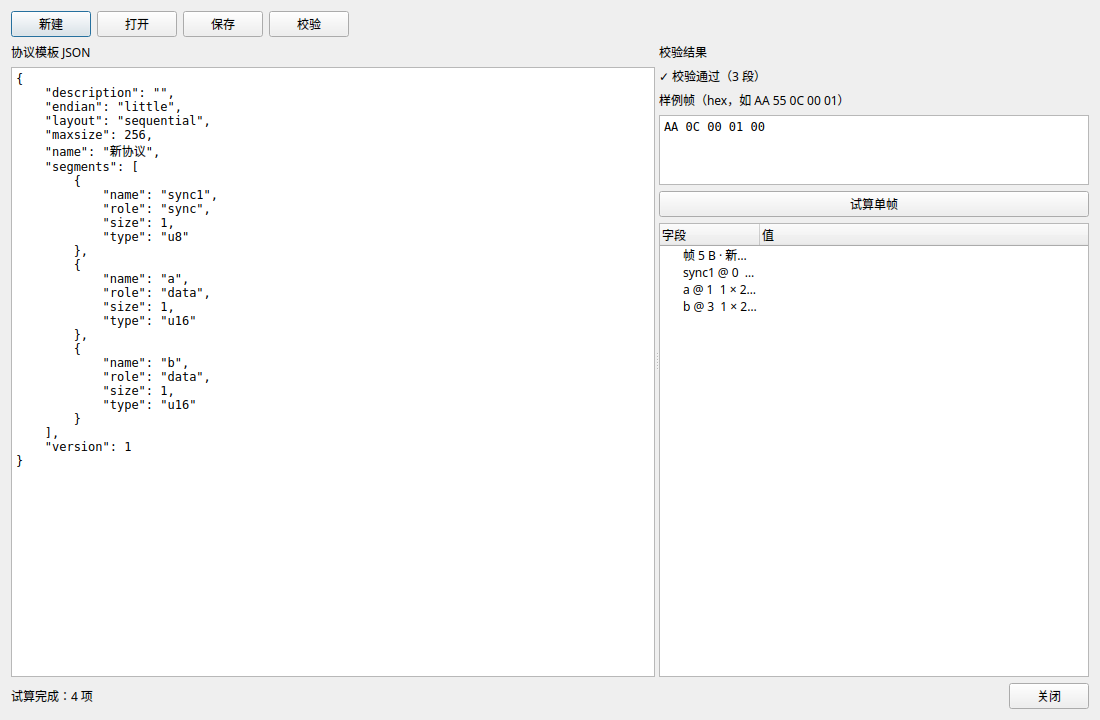 新建 打开 保存 校验
协议模板 JSON
{
    "description": "",
    "endian": "little",
    "layout": "sequential",
    "maxsize": 256,
    "name": "新协议",
    "segments": [
        {
            "name": "sync1",
            "role": "sync",
            "size": 1,
            "type": "u8"
        },
        {
            "name": "a",
            "role": "data",
            "size": 1,
            "type": "u16"
        },
        {
            "name": "b",
            "role": "data",
            "size": 1,
            "type": "u16"
        }
    ],
    "version": 1
}
校验结果
✓ 校验通过（3 段）
样例帧（hex，如 AA 55 0C 00 01）
AA 0C 00 01 00
试算单帧
字段 值
帧 5 B · 新...
sync1 @ 0 ...
a @ 1 1 × 2...
b @ 3 1 × 2...
试算完成：4 项
关闭